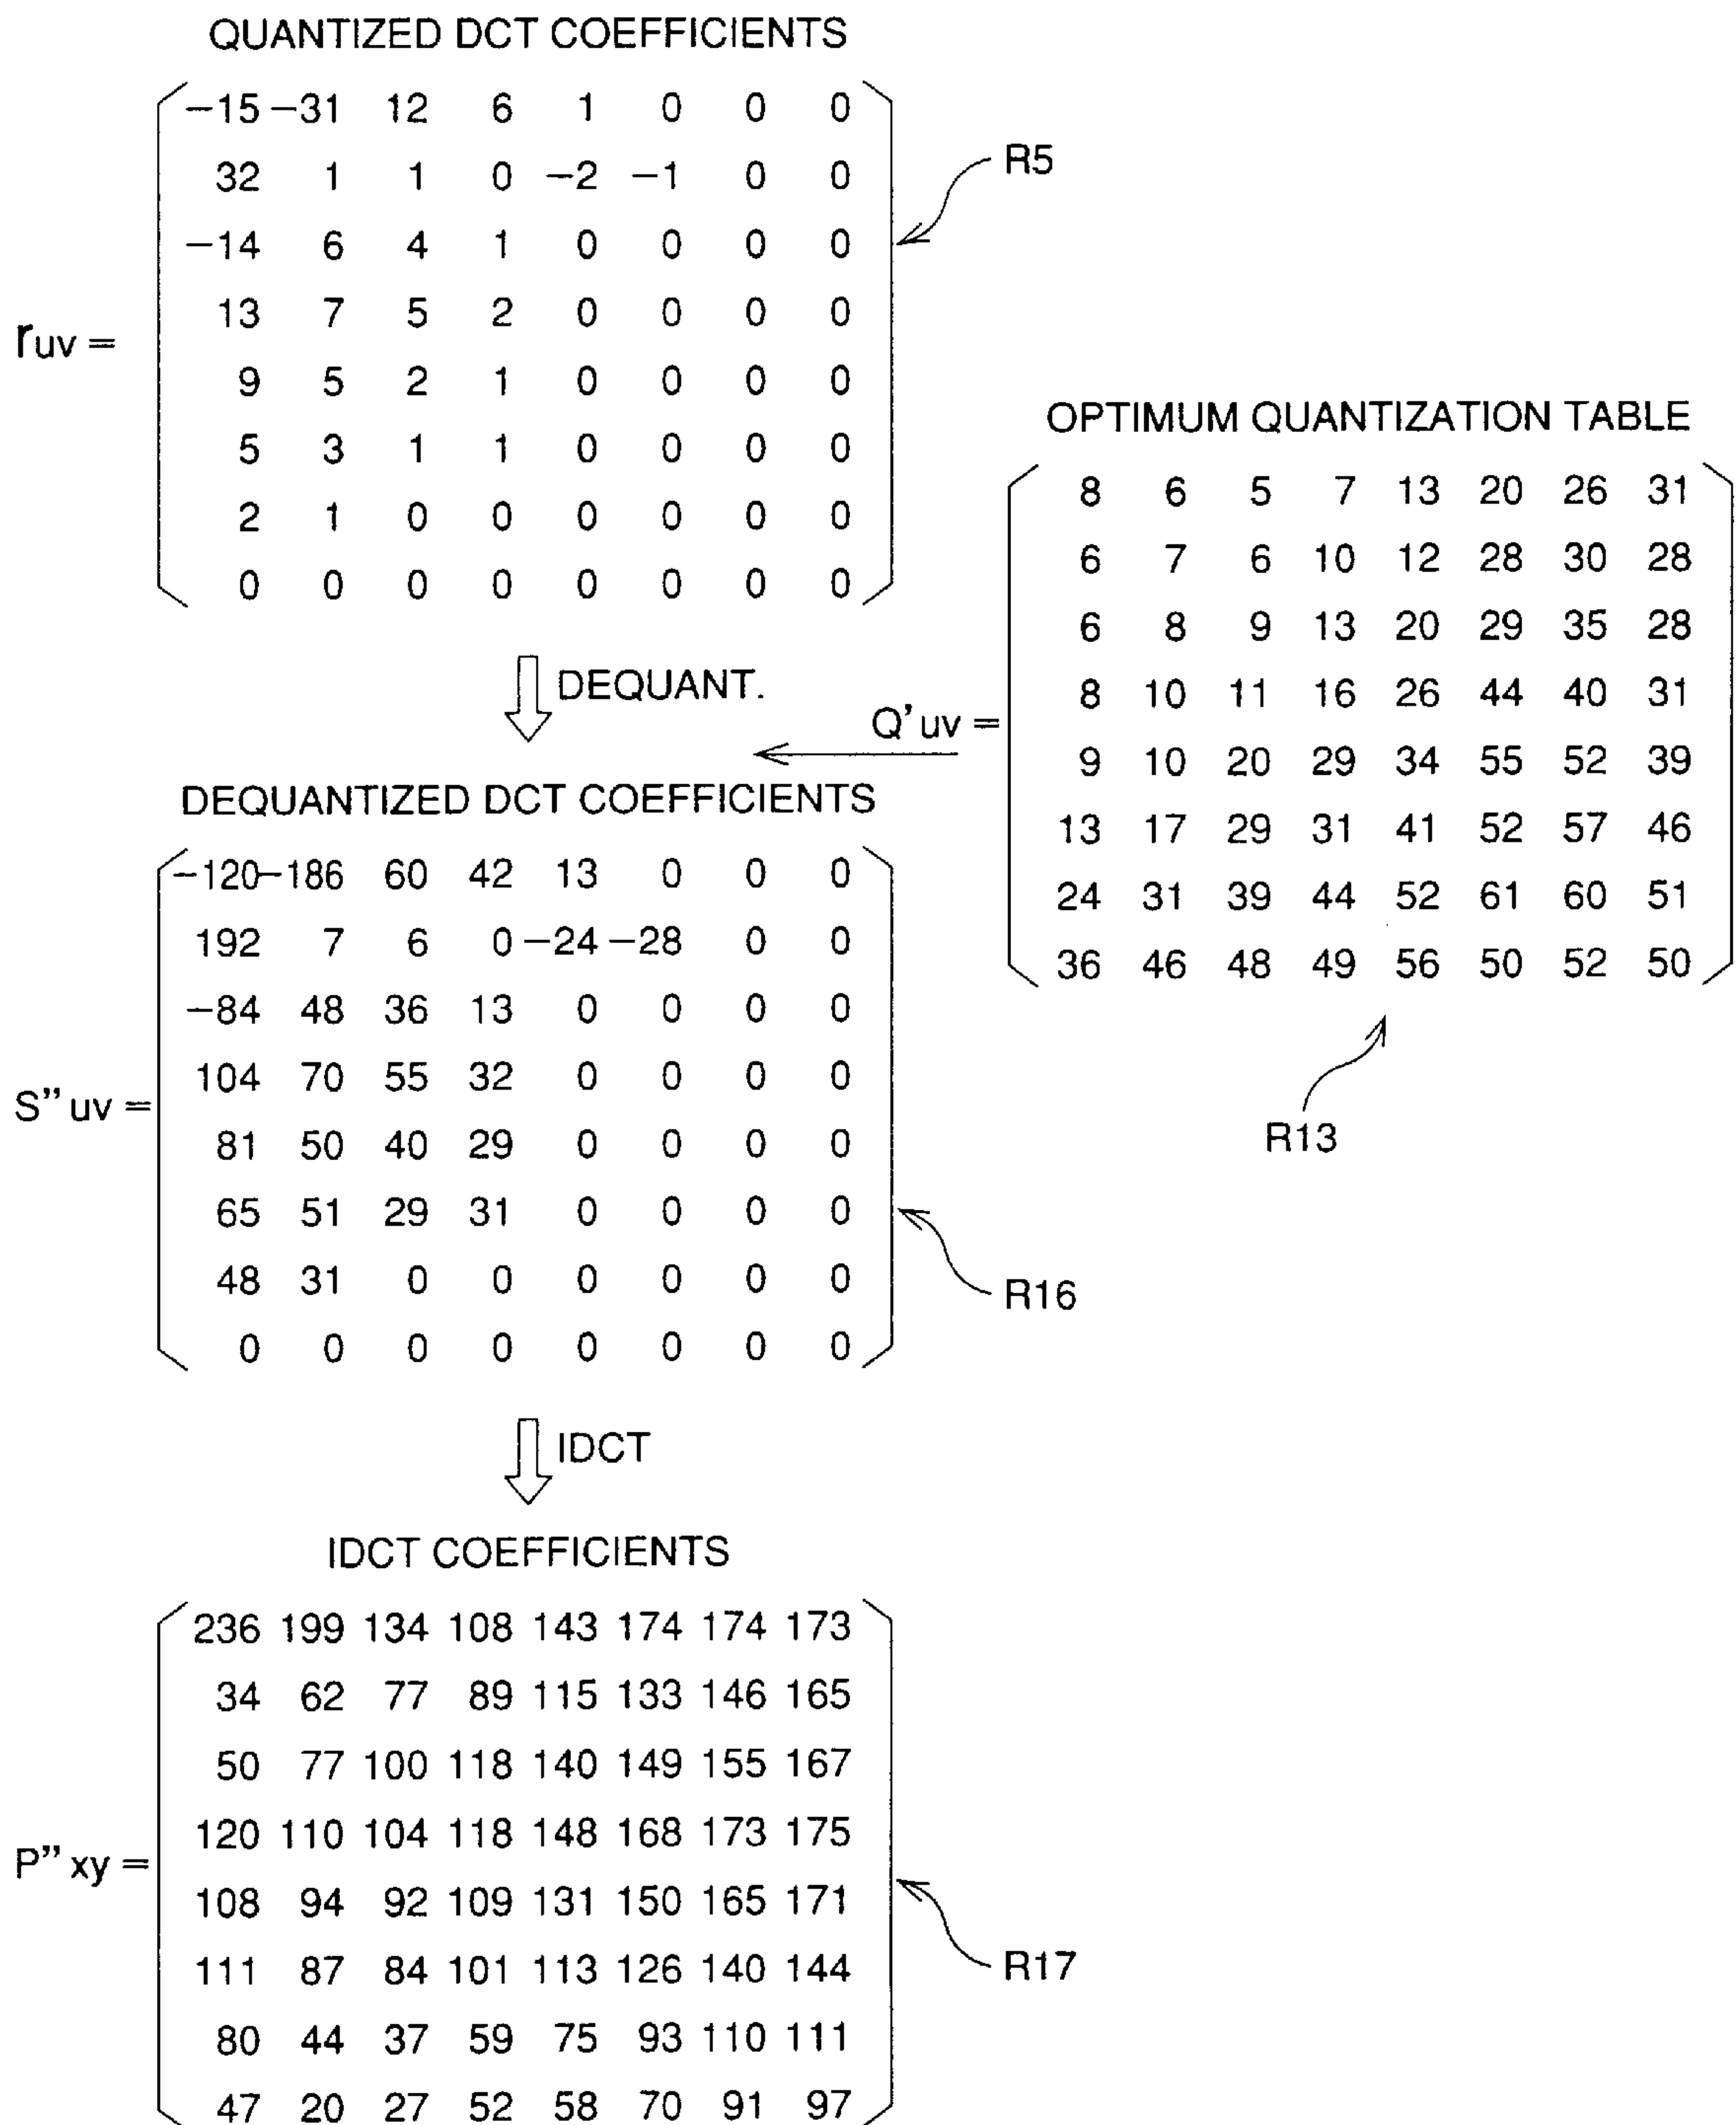 QUANTIZED DCT COEFFICIENTS
ruv =
−15 −31 12 6 1 0 0 0
32 1 1 0 −2 −1 0 0
−14 6 4 1 0 0 0 0
13 7 5 2 0 0 0 0
9 5 2 1 0 0 0 0
5 3 1 1 0 0 0 0
2 1 0 0 0 0 0 0
0 0 0 0 0 0 0 0
R5
DEQUANT.
OPTIMUM QUANTIZATION TABLE
Q'uv =
8 6 5 7 13 20 26 31
6 7 6 10 12 28 30 28
6 8 9 13 20 29 35 28
8 10 11 16 26 44 40 31
9 10 20 29 34 55 52 39
13 17 29 31 41 52 57 46
24 31 39 44 52 61 60 51
36 46 48 49 56 50 52 50
R13
DEQUANTIZED DCT COEFFICIENTS
S"uv =
−120 −186 60 42 13 0 0 0
192 7 6 0 −24 −28 0 0
−84 48 36 13 0 0 0 0
104 70 55 32 0 0 0 0
81 50 40 29 0 0 0 0
65 51 29 31 0 0 0 0
48 31 0 0 0 0 0 0
0 0 0 0 0 0 0 0
R16
IDCT
IDCT COEFFICIENTS
P"xy =
236 199 134 108 143 174 174 173
34 62 77 89 115 133 146 165
50 77 100 118 140 149 155 167
120 110 104 118 148 168 173 175
108 94 92 109 131 150 165 171
111 87 84 101 113 126 140 144
80 44 37 59 75 93 110 111
47 20 27 52 58 70 91 97
R17